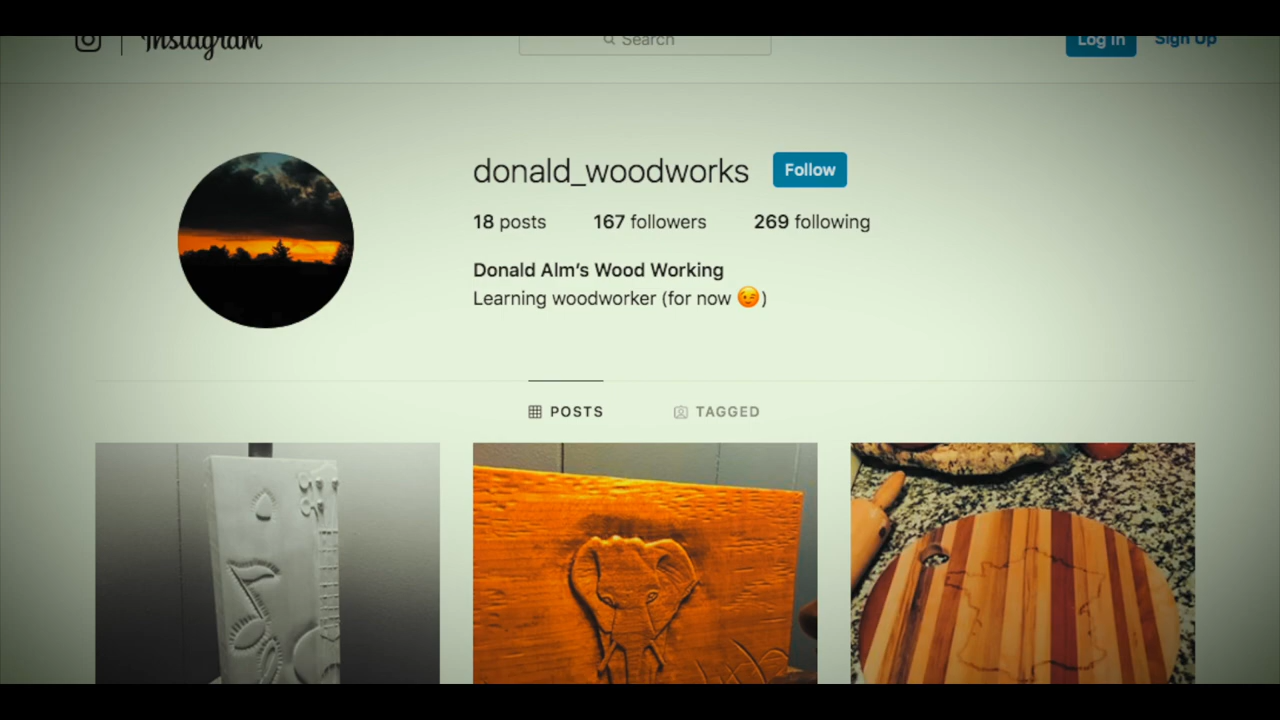 Instagram
Search
Log In
Sign Up
donald_woodworks
Follow
18 posts
167 followers
269 following
Donald Alm’s Wood Working
Learning woodworker (for now 😉)
POSTS
TAGGED